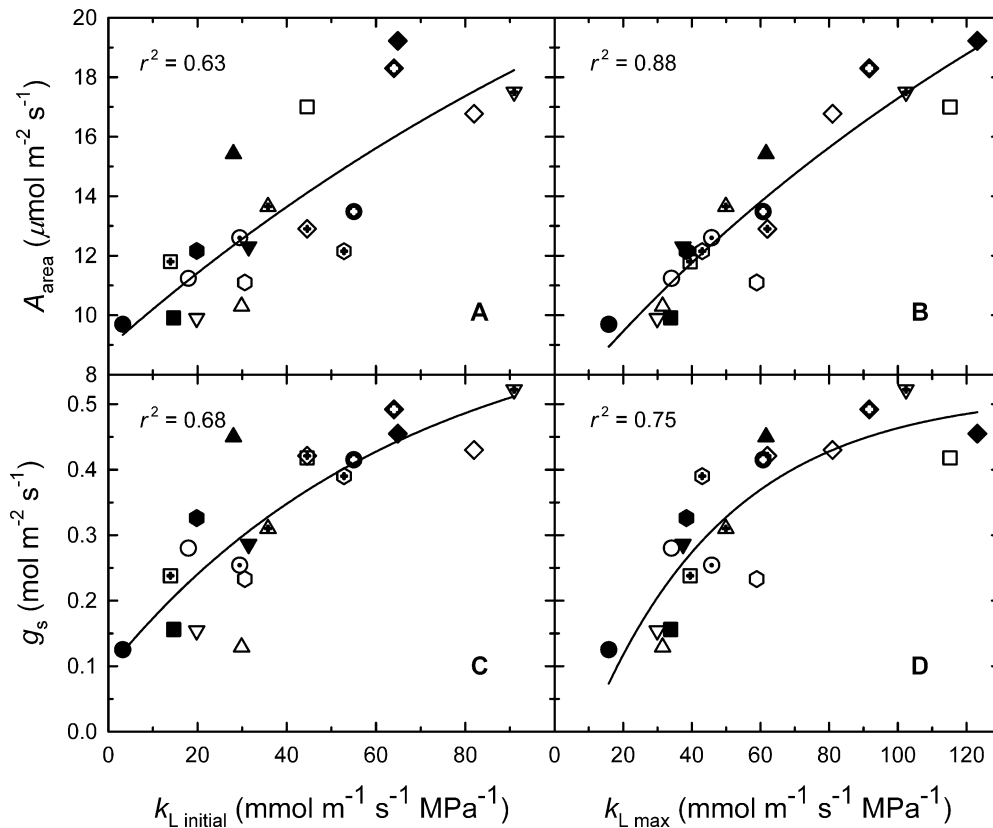 20
18
16
14
12
10
8
A_area (µmol m⁻² s⁻¹)
r² = 0.63
A
r² = 0.88
B
0.5
0.4
0.3
0.2
0.1
0.0
g_s (mol m⁻² s⁻¹)
r² = 0.68
C
r² = 0.75
D
0 20 40 60 80
20 40 60 80 100 120
k_L initial (mmol m⁻¹ s⁻¹ MPa⁻¹)
k_L max (mmol m⁻¹ s⁻¹ MPa⁻¹)